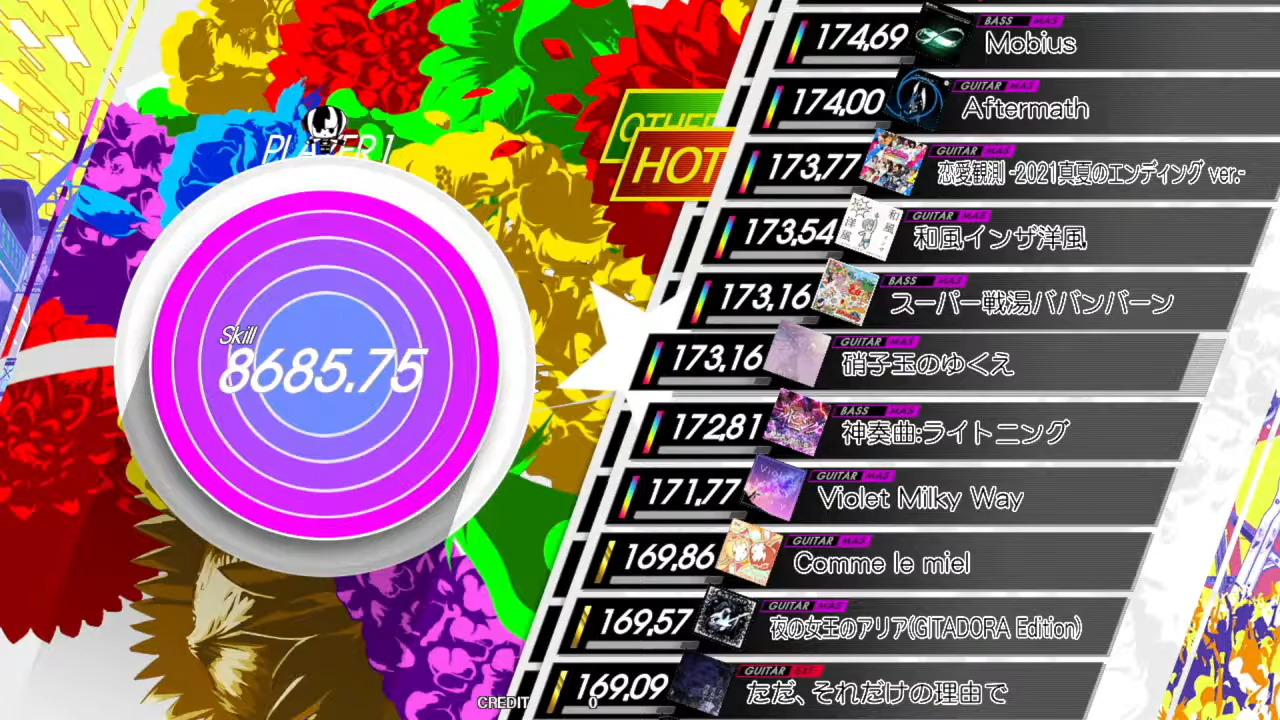 PLAYER1
Skill
8685.75
OTHER
HOT
174.69 BASS MAS
Mobius
174.00 GUITAR MAS
Aftermath
173.77 GUITAR MAS
恋愛観測 -2021真夏のエンディング ver.-
173.54 GUITAR MAS
和風インザ洋風
173.16 BASS MAS
スーパー戦湯ババンバーン
173.16 GUITAR MAS
硝子玉のゆくえ
172.81 BASS MAS
神奏曲:ライトニング
171.77 GUITAR MAS
Violet Milky Way
169.86 GUITAR MAS
Comme le miel
169.57 GUITAR MAS
夜の女王のアリア(GITADORA Edition)
169.09 GUITAR EXT
ただ、それだけの理由で
CREDIT 0